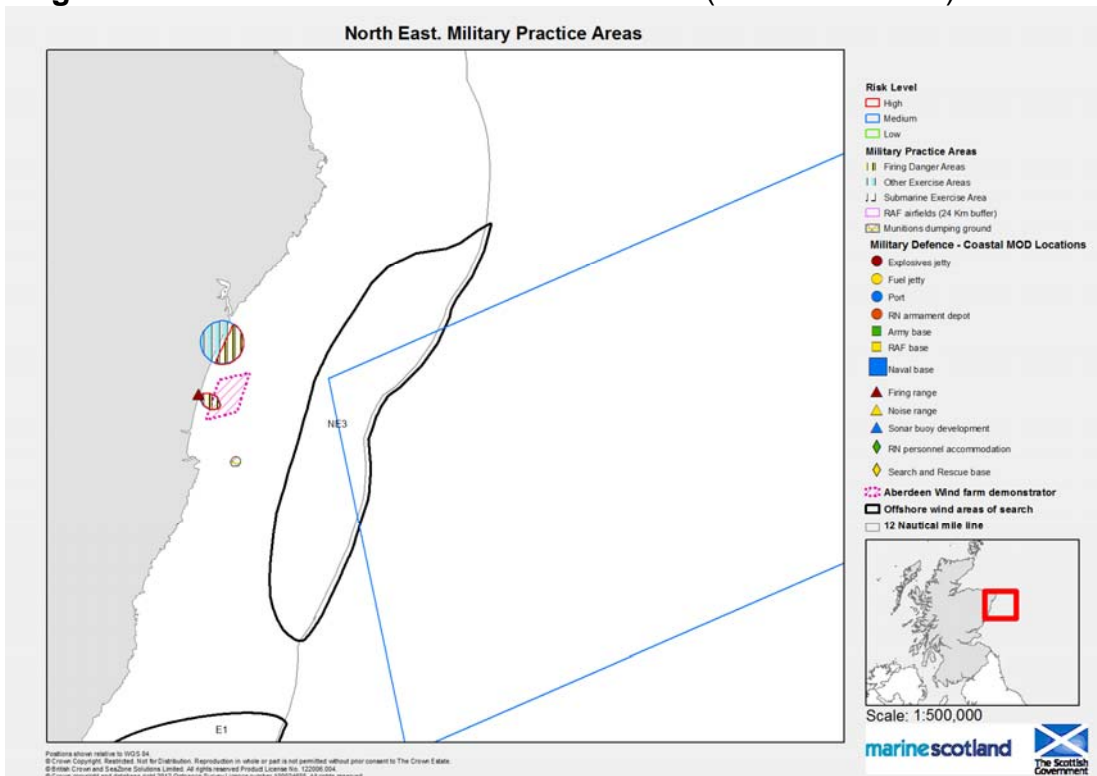 North East. Military Practice Areas
Risk Level
High
Medium
Low
Military Practice Areas
Firing Danger Areas
Other Exercise Areas
Submarine Exercise Area
RAF airfields (24 Km buffer)
Munitions dumping ground
Military Defence - Coastal MOD Locations
Explosives jetty
Fuel jetty
Port
RN armament depot
Army base
RAF base
Naval base
Firing range
Noise range
Sonar buoy development
RN personnel accommodation
Search and Rescue base
Aberdeen Wind farm demonstrator
Offshore wind areas of search
12 Nautical mile line
NE3
E1
Scale: 1:500,000
marinescotland
The Scottish
Government
Positions shown relative to WGS 84.
© Crown Copyright, Restricted. Not for Distribution. Reproduction in whole or part is not permitted without prior consent to The Crown Estate.
© British Crown and SeaZone Solutions Limited. All rights reserved Product License No. 122006.004.